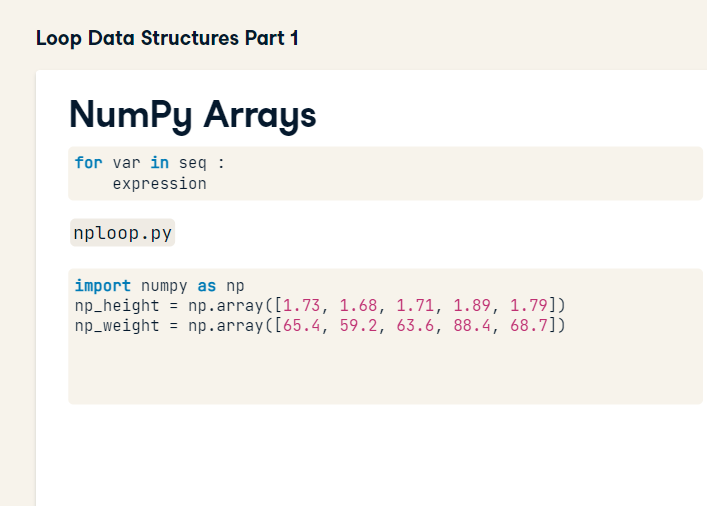 Loop Data Structures Part 1
NumPy Arrays
for var in seq :
    expression
nploop.py
import numpy as np
np_height = np.array([1.73, 1.68, 1.71, 1.89, 1.79])
np_weight = np.array([65.4, 59.2, 63.6, 88.4, 68.7])